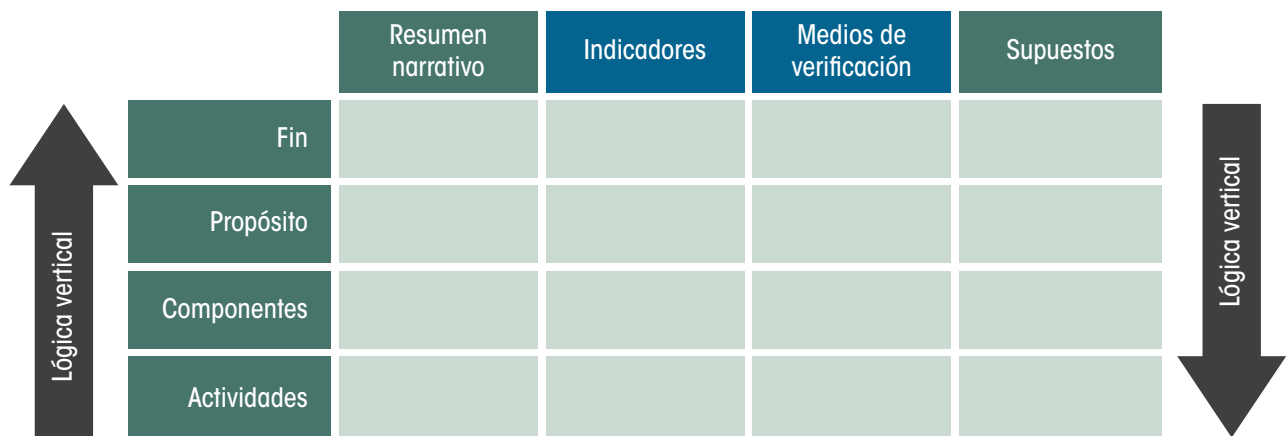 Resumen
narrativo
Indicadores
Medios de
verificación
Supuestos
Fin
Propósito
Componentes
Actividades
Lógica vertical
Lógica vertical